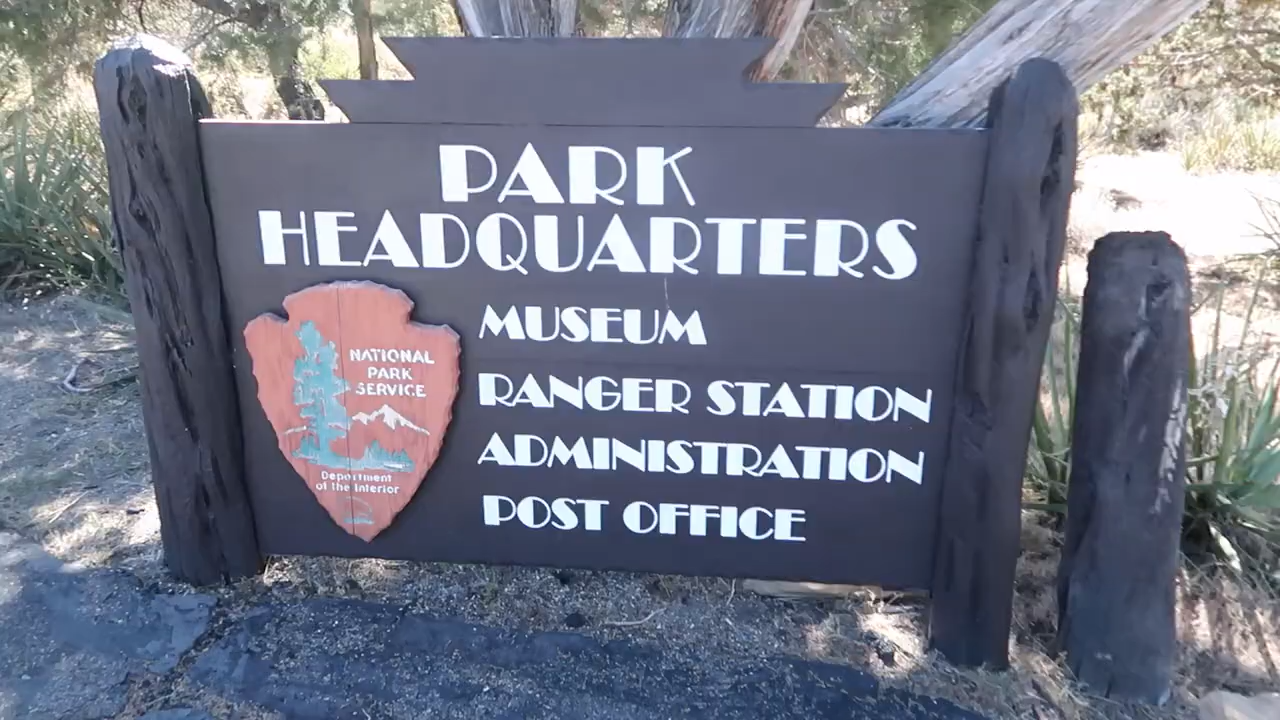 PARK
HEADQUARTERS
MUSEUM
RANGER STATION
ADMINISTRATION
POST OFFICE
NATIONAL
PARK
SERVICE
Department
of the Interior